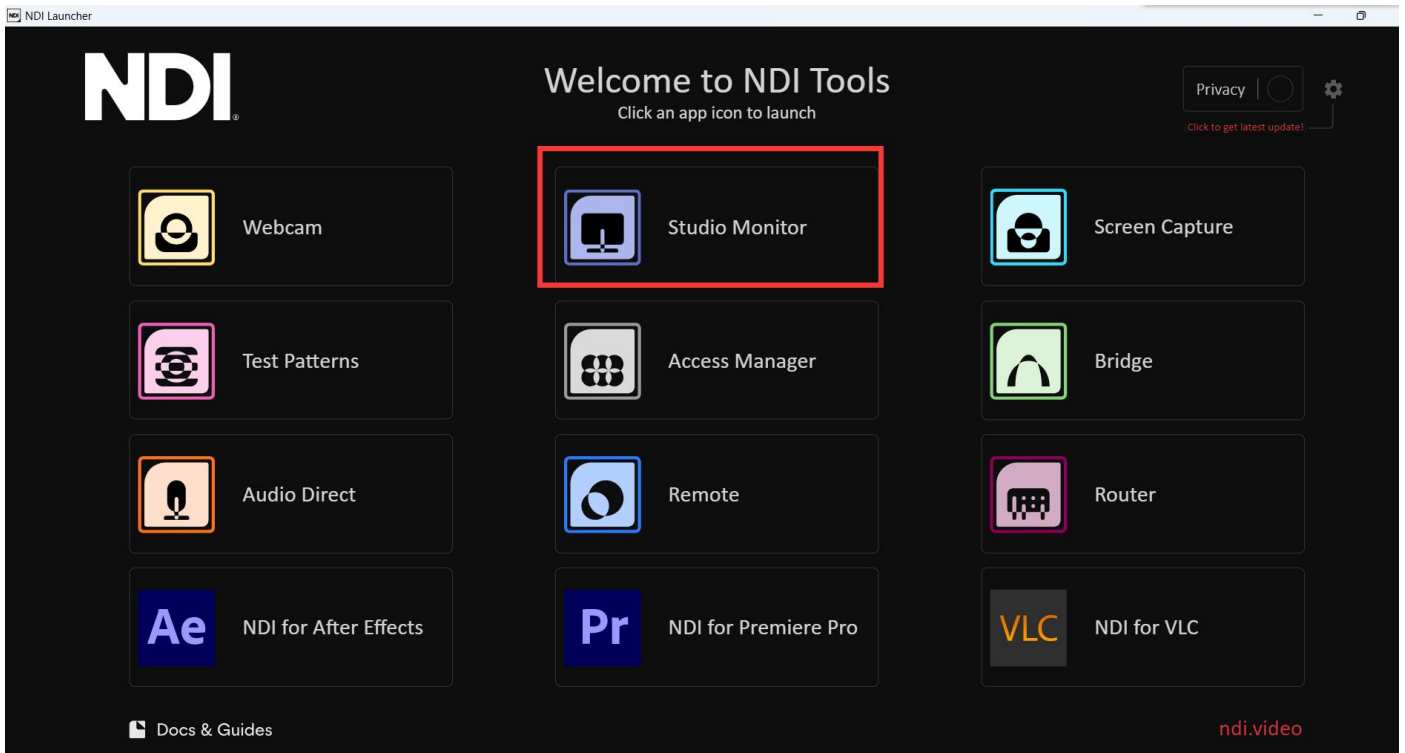 NDI NDI Launcher
NDI®
Welcome to NDI Tools
Click an app icon to launch
Privacy
Click to get latest update!
Webcam
Studio Monitor
Screen Capture
Test Patterns
Access Manager
Bridge
Audio Direct
Remote
Router
Ae NDI for After Effects
Pr NDI for Premiere Pro
VLC NDI for VLC
Docs & Guides
ndi.video